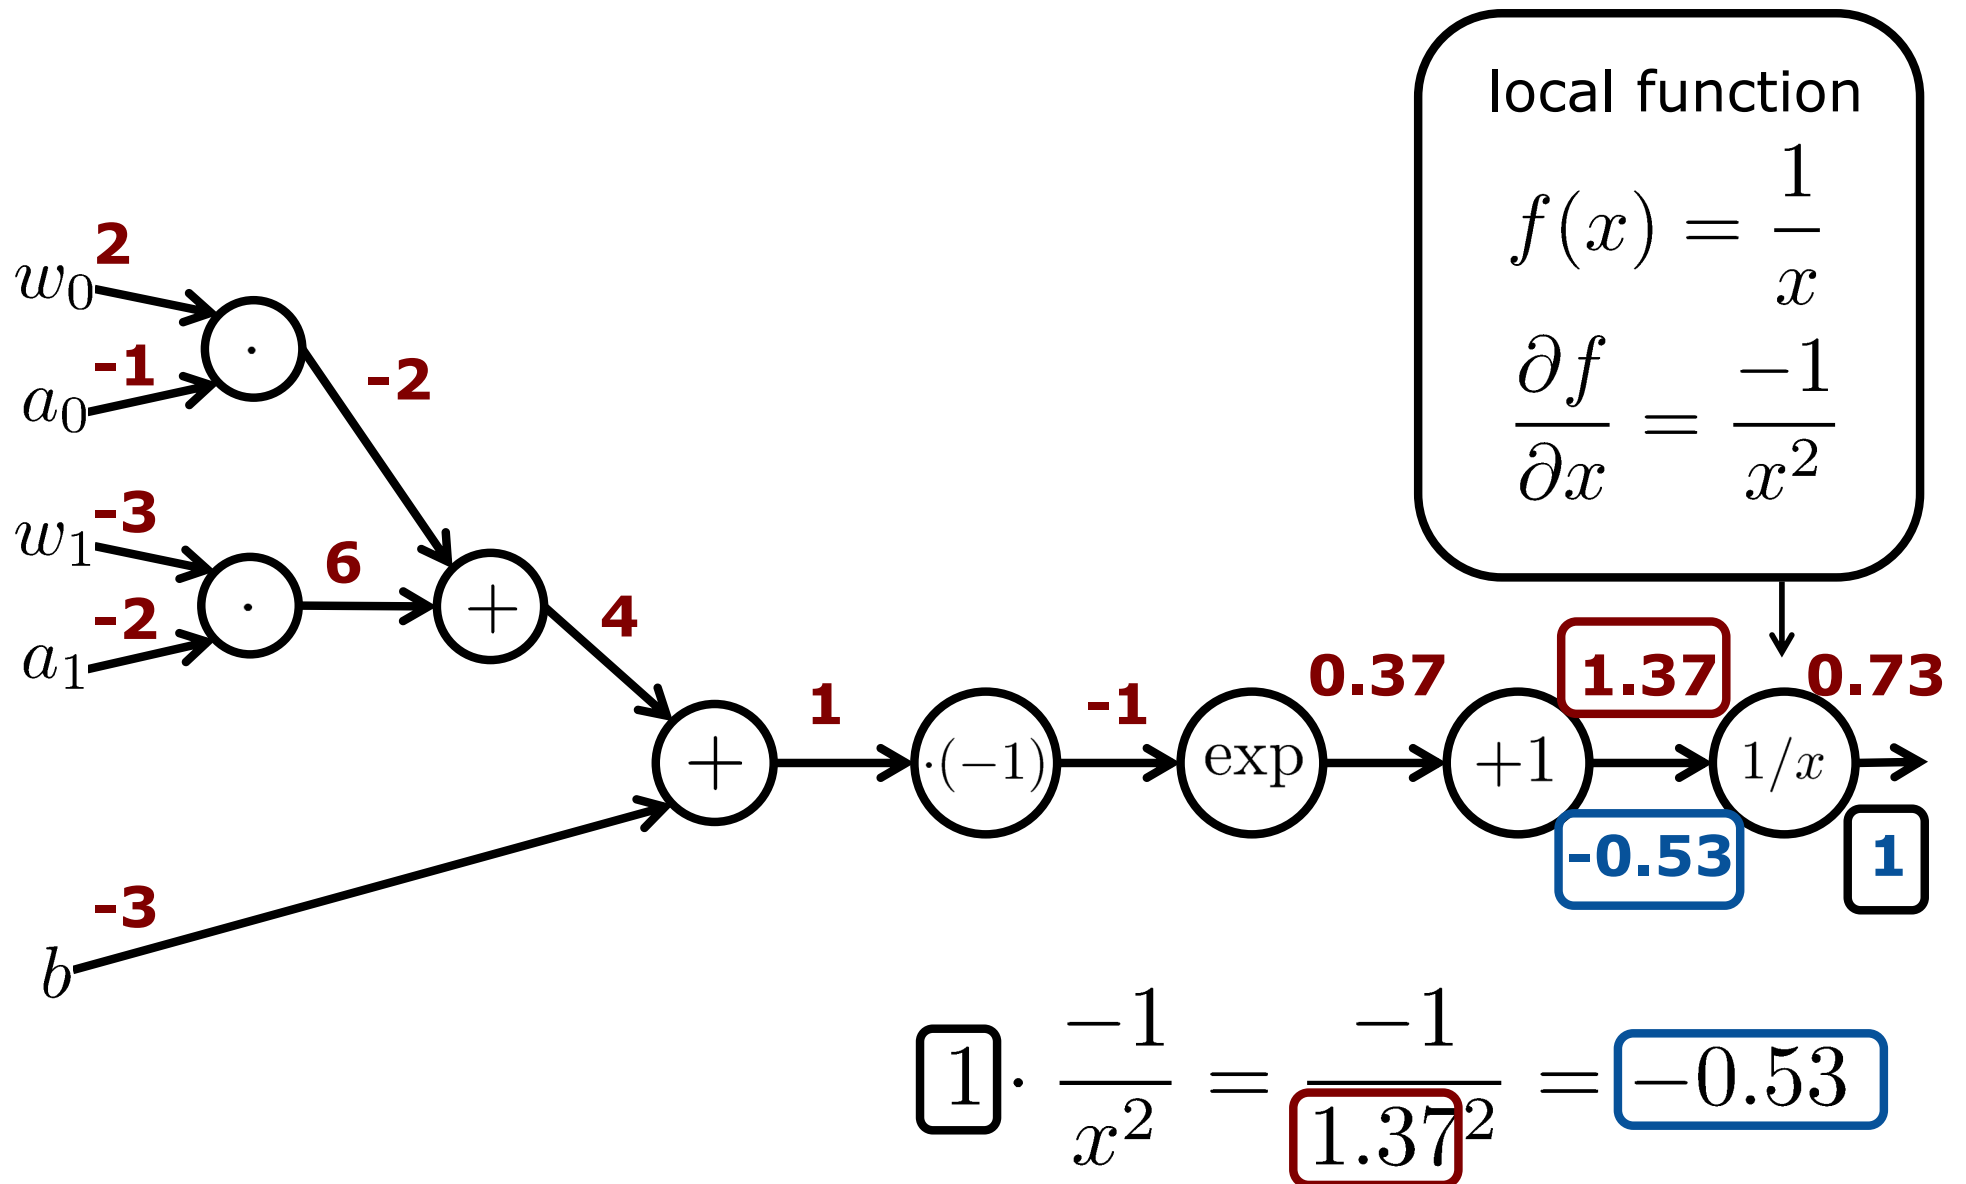 local function
f(x) = 1/x
∂f/∂x = -1/x²
2
w₀
-1
a₀
·
-2
-3
w₁
-2
a₁
·
6
+
4
-3
b
+
1
·(−1)
-1
exp
0.37
+1
1.37
-0.53
1/x
0.73
1
1 · −1/x² = −1/1.37² = −0.53